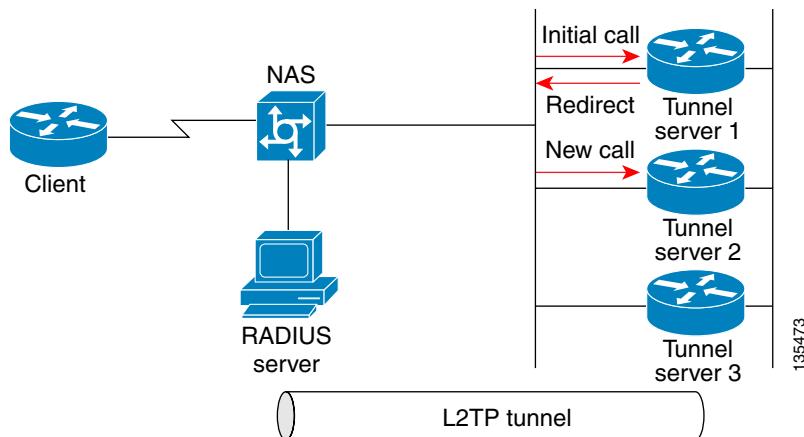 Initial call
NAS
Redirect
Tunnel
server 1
Client
New call
Tunnel
server 2
RADIUS
server
Tunnel
server 3
135473
L2TP tunnel